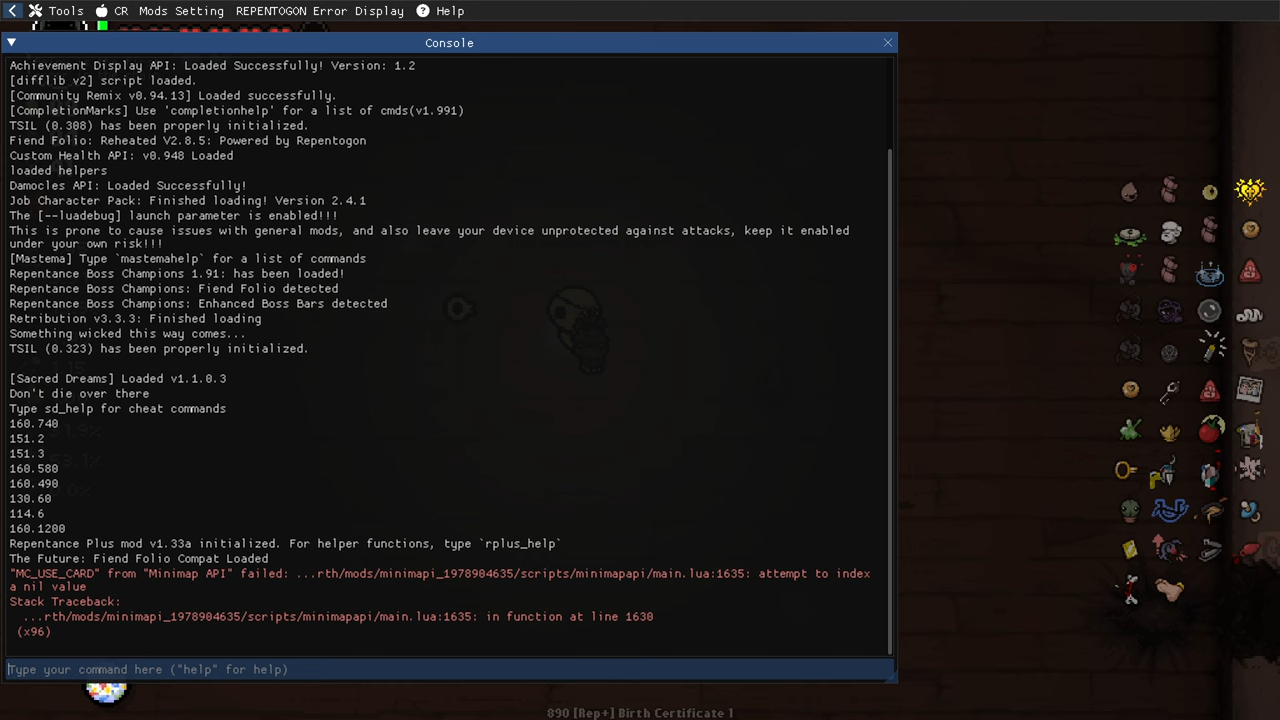 Tools CR Mods Setting REPENTOGON Error Display Help
Console
Achievement Display API: Loaded Successfully! Version: 1.2
[difflib v2] script loaded.
[Community Remix v0.94.13] Loaded successfully.
[CompletionMarks] Use 'completionhelp' for a list of cmds(v1.991)
TSIL (0.308) has been properly initialized.
Fiend Folio: Reheated V2.8.5: Powered by Repentogon
Custom Health API: v0.948 Loaded
loaded helpers
Damocles API: Loaded Successfully!
Job Character Pack: Finished loading! Version 2.4.1
The [--luadebug] launch parameter is enabled!!!
This is prone to cause issues with general mods, and also leave your device unprotected against attacks, keep it enabled
under your own risk!!!
[Mastema] Type `mastemahelp` for a list of commands
Repentance Boss Champions 1.91: has been loaded!
Repentance Boss Champions: Fiend Folio detected
Repentance Boss Champions: Enhanced Boss Bars detected
Retribution v3.3.3: Finished loading
Something wicked this way comes...
TSIL (0.323) has been properly initialized.
[Sacred Dreams] Loaded v1.1.0.3
Don't die over there
Type sd_help for cheat commands
160.740
151.2
151.3
160.580
160.490
130.60
114.6
160.1200
Repentance Plus mod v1.33a initialized. For helper functions, type `rplus_help`
The Future: Fiend Folio Compat Loaded
"MC_USE_CARD" from "Minimap API" failed: ...rth/mods/minimapi_1978904635/scripts/minimapapi/main.lua:1635: attempt to index
a nil value
Stack Traceback:
...rth/mods/minimapi_1978904635/scripts/minimapapi/main.lua:1635: in function at line 1630
(x96)
Type your command here ("help" for help)
890 [Rep+] Birth Certificate 1